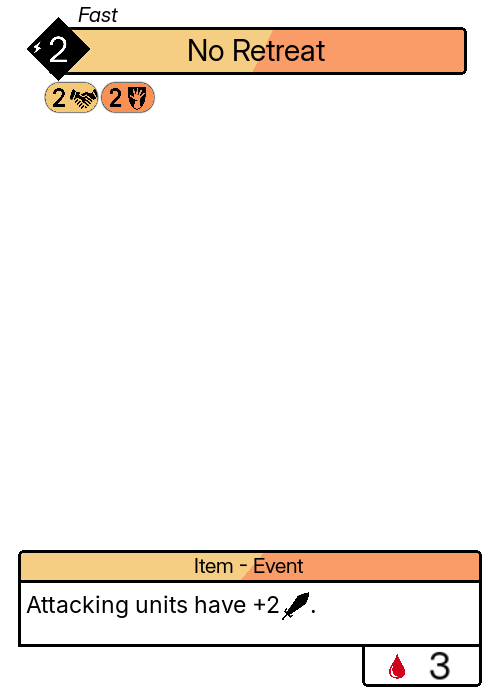 Fast
2 No Retreat
2 2
Item - Event
Attacking units have +2 .
3